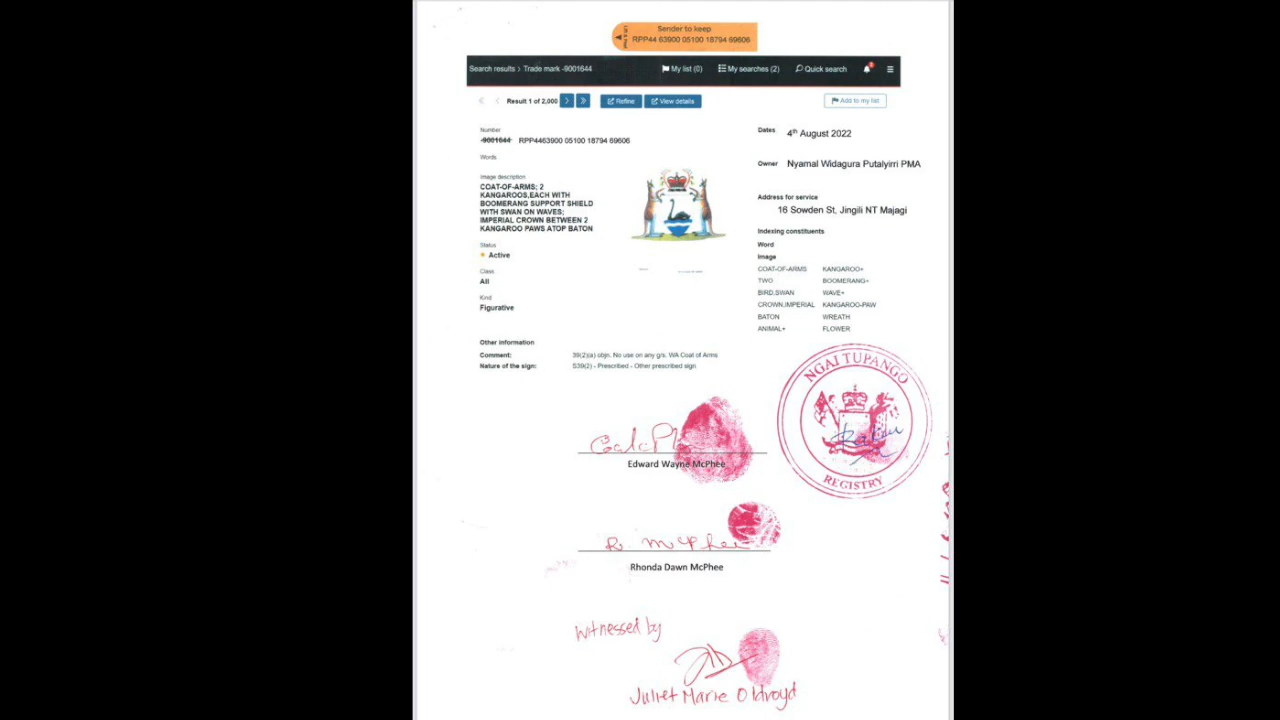 Sender to keep
RPP44 63900 05100 18794 69606
Search results > Trade mark -9001644
My list (0)
My searches (2)
Quick search
Result 1 of 2,000
Refine
View details
Add to my list
Number
-9001644 RPP4463900 05100 18794 69606
Words
Image description
COAT-OF-ARMS; 2
KANGAROOS,EACH WITH
BOOMERANG SUPPORT SHIELD
WITH SWAN ON WAVES;
IMPERIAL CROWN BETWEEN 2
KANGAROO PAWS ATOP BATON
Status
Active
Class
All
Kind
Figurative
Dates 4th August 2022
Owner Nyamal Widagura Putalyirri PMA
Address for service
16 Sowden St, Jingili NT Majagi
Indexing constituents
Word
Image
COAT-OF-ARMS KANGAROO+
TWO BOOMERANG+
BIRD,SWAN WAVE+
CROWN,IMPERIAL KANGAROO-PAW
BATON WREATH
ANIMAL+ FLOWER
Other information
Comment: 39(2)(a) objn. No use on any g/s. WA Coat of Arms
Nature of the sign: S39(2) - Prescribed - Other prescribed sign
NGAI TUPANGO
REGISTRY
Edward Wayne McPhee
R. McPhee
Rhonda Dawn McPhee
Witnessed by
Juliet Marie Oldroyd